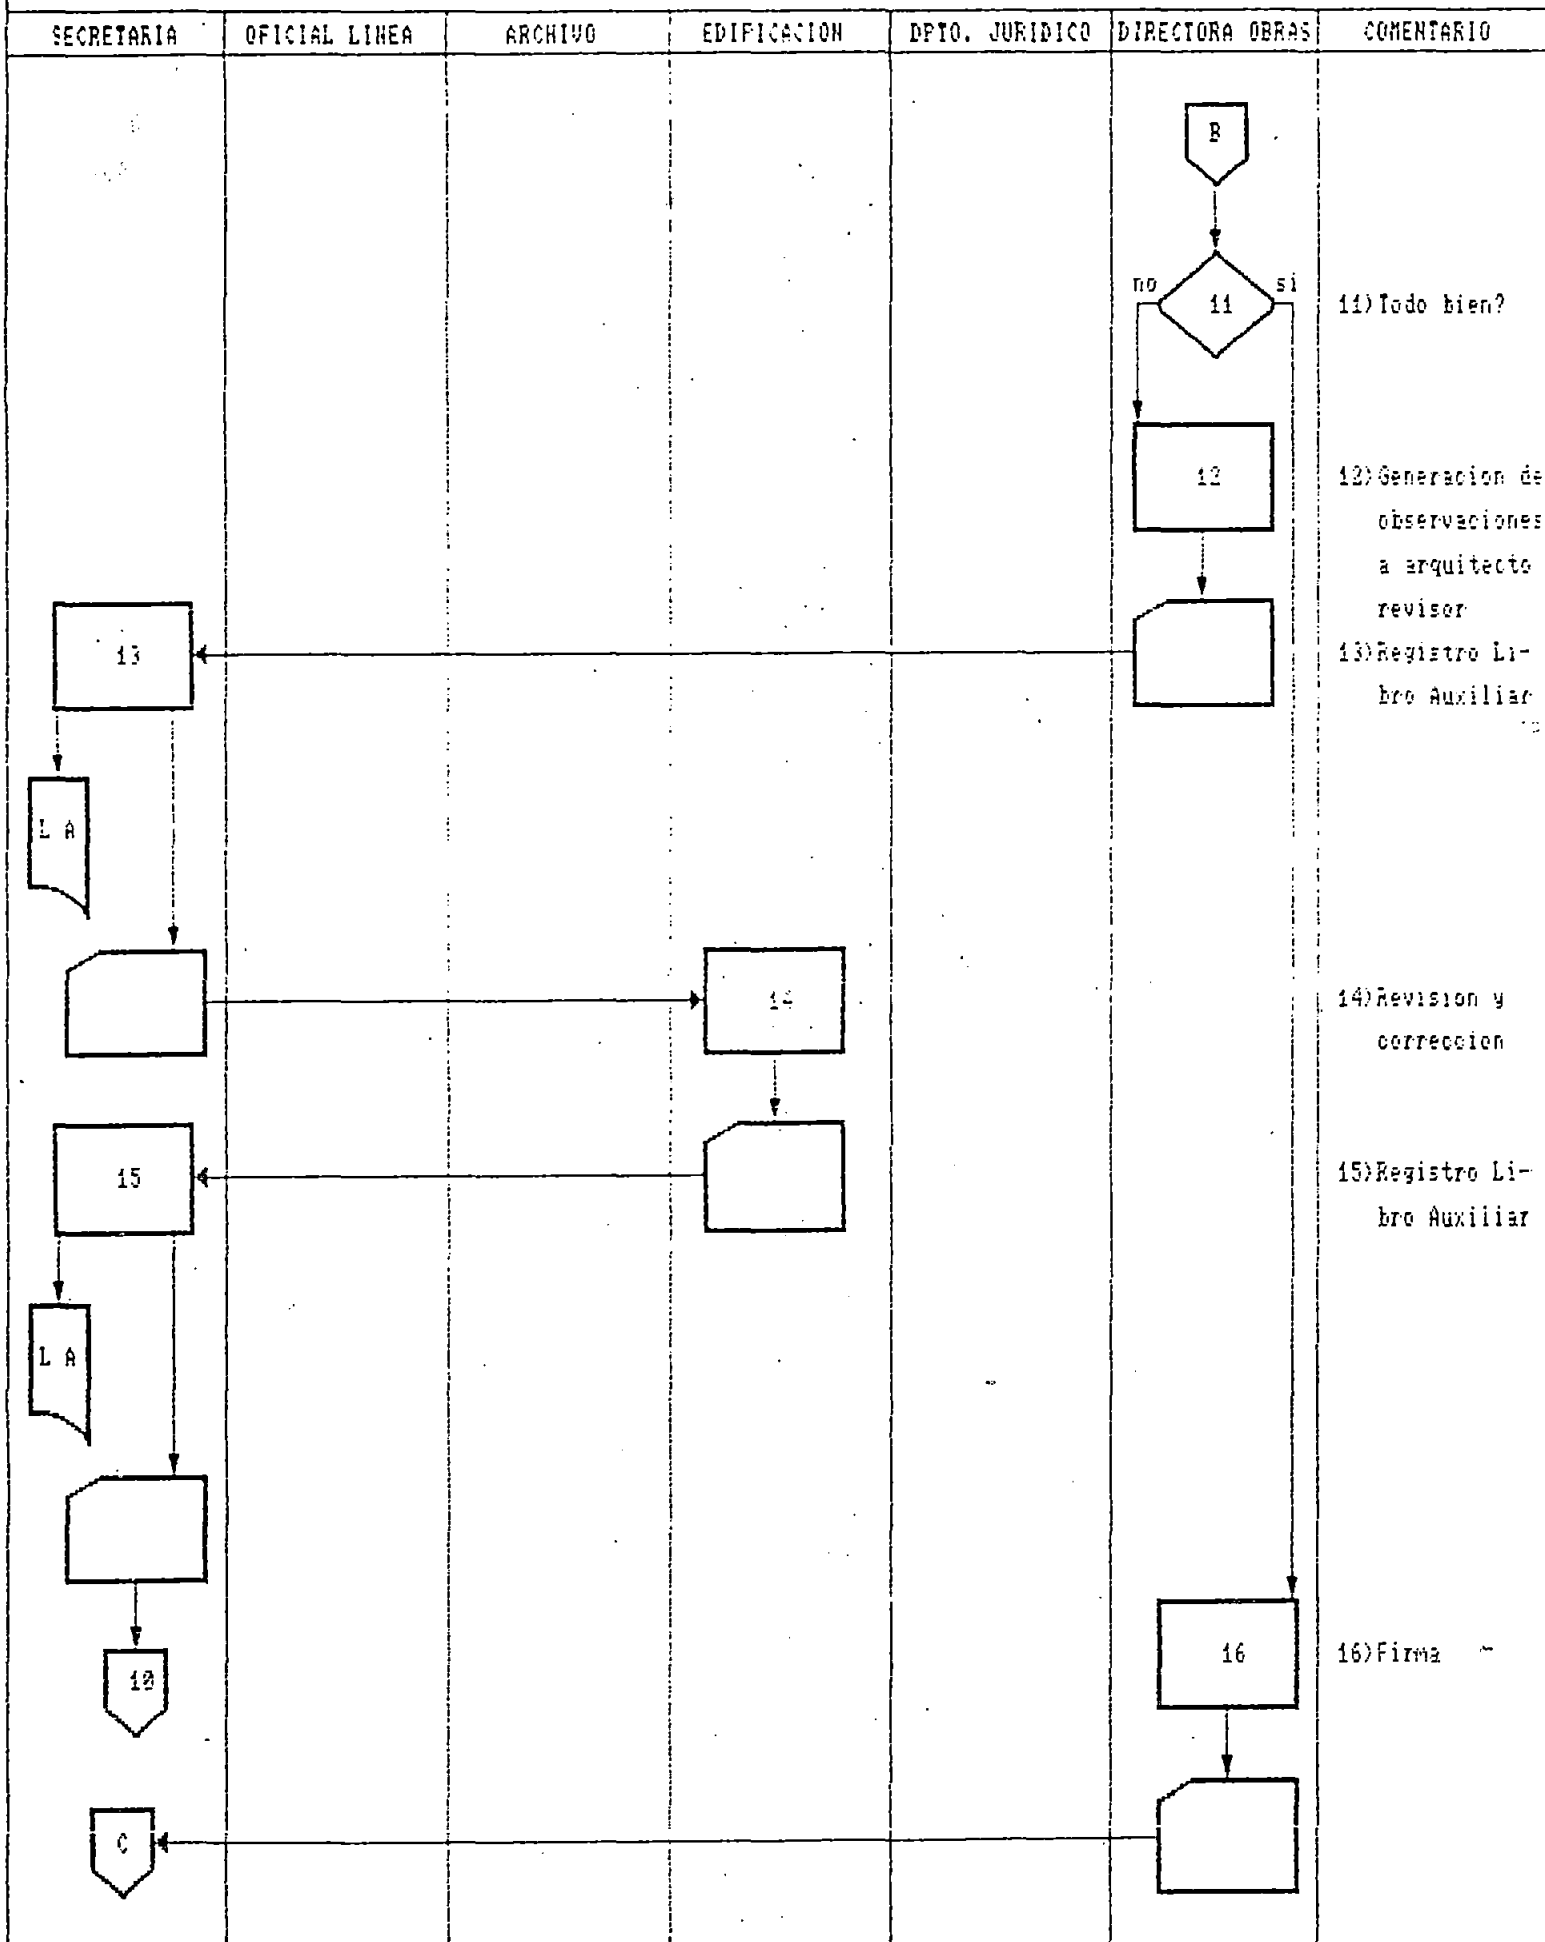 SECRETARIA
OFICIAL LINEA
ARCHIVO
EDIFICACION
DPTO. JURIDICO
DIRECTORA OBRAS
COMENTARIO
B
no
si
11
11)Todo bien?
12
12)Generacion de
observaciones
a arquitecto
revisor
13
13)Registro Li-
bro Auxiliar
L A
14
14)Revision y
correccion
15
15)Registro Li-
bro Auxiliar
L A
10
16
16)Firma
C